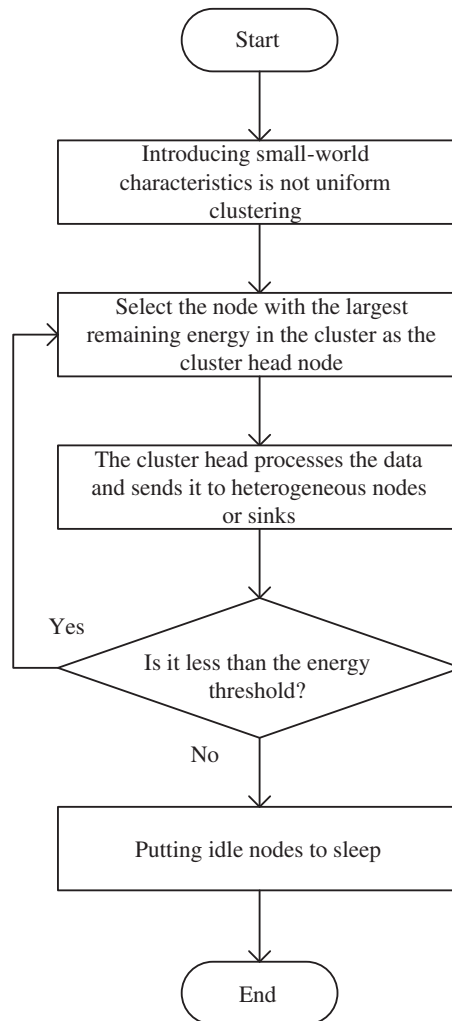 Start
Introducing small-world
characteristics is not uniform
clustering
Select the node with the largest
remaining energy in the cluster as the
cluster head node
The cluster head processes the data
and sends it to heterogeneous nodes
or sinks
Yes
Is it less than the energy
threshold?
No
Putting idle nodes to sleep
End